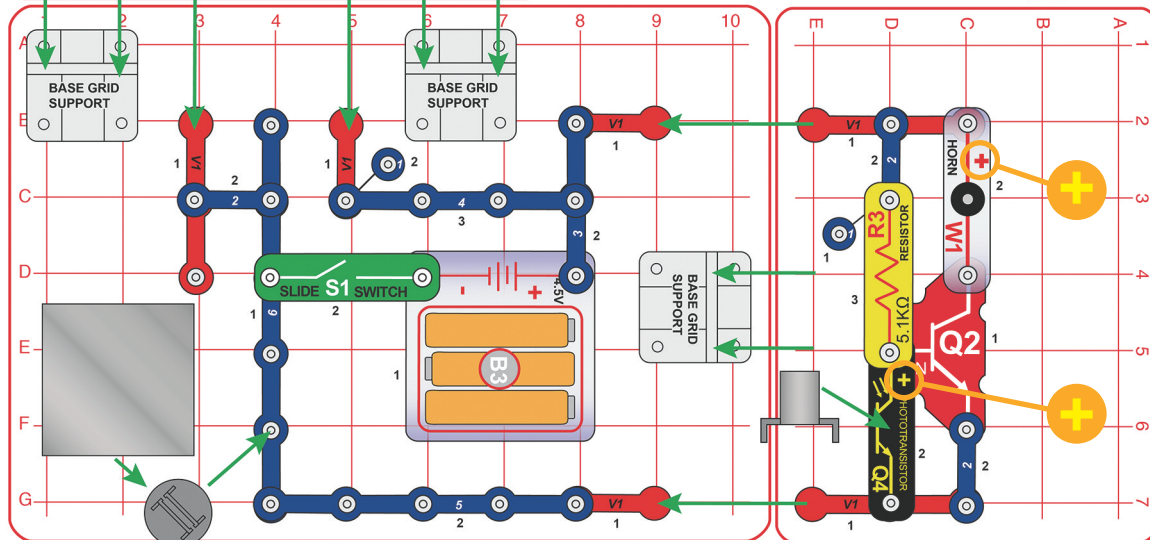 1 2 3 4 5 6 7 8 9 10
A
B
C
D
E
F
G
BASE GRID
SUPPORT
BASE GRID
SUPPORT
BASE GRID
SUPPORT
1 V1
2
2
1 V1
1 2
4
3
V1
1
3 2
SLIDE S1 SWITCH
2
1 6
- +
4.5V
B3
1
5
2
V1
1
E D C B A
1
2
3
4
5
6
7
V1
1
2 2
HORN
+
2
W1
+
1
1
R3
RESISTOR
5.1KΩ
3
Q2
1
+
PHOTOTRANSISTOR
Q4
2
+
2 2
V1
1